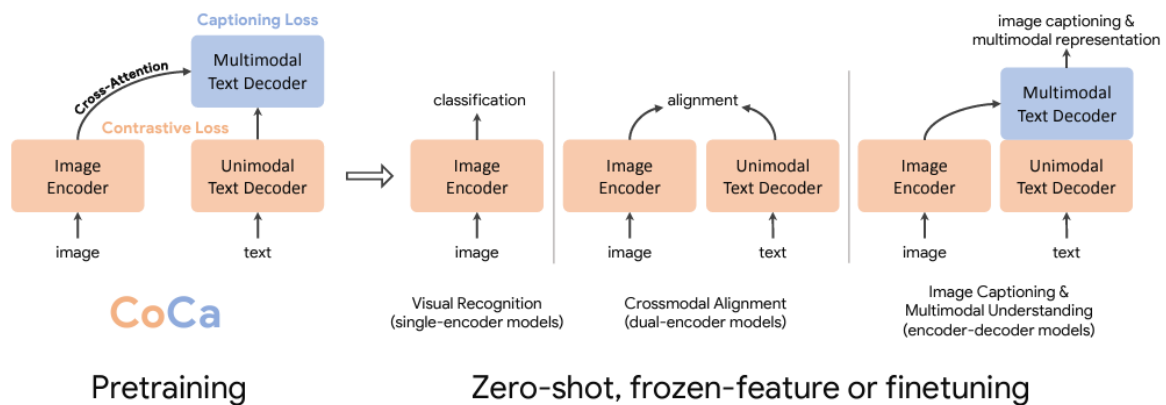 Captioning Loss
Multimodal
Text Decoder
Cross-Attention
Contrastive Loss
Image
Encoder
Unimodal
Text Decoder
image
text
CoCa
Pretraining
classification
Image
Encoder
image
Visual Recognition
(single-encoder models)
alignment
Image
Encoder
Unimodal
Text Decoder
image
text
Crossmodal Alignment
(dual-encoder models)
image captioning &
multimodal representation
Multimodal
Text Decoder
Image
Encoder
Unimodal
Text Decoder
image
text
Image Captioning &
Multimodal Understanding
(encoder-decoder models)
Zero-shot, frozen-feature or finetuning